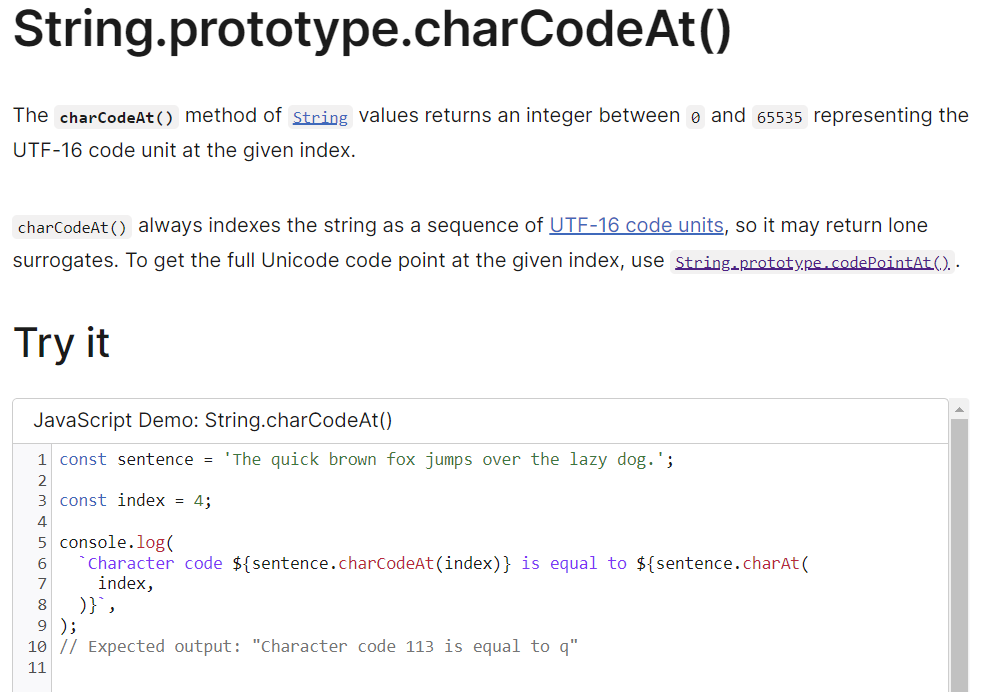 String.prototype.charCodeAt()
The charCodeAt() method of String values returns an integer between 0 and 65535 representing the
UTF-16 code unit at the given index.
charCodeAt() always indexes the string as a sequence of UTF-16 code units, so it may return lone
surrogates. To get the full Unicode code point at the given index, use String.prototype.codePointAt().
Try it
JavaScript Demo: String.charCodeAt()
1 const sentence = 'The quick brown fox jumps over the lazy dog.';
2
3 const index = 4;
4
5 console.log(
6   `Character code ${sentence.charCodeAt(index)} is equal to ${sentence.charAt(
7     index,
8   )}`,
9 );
10 // Expected output: "Character code 113 is equal to q"
11